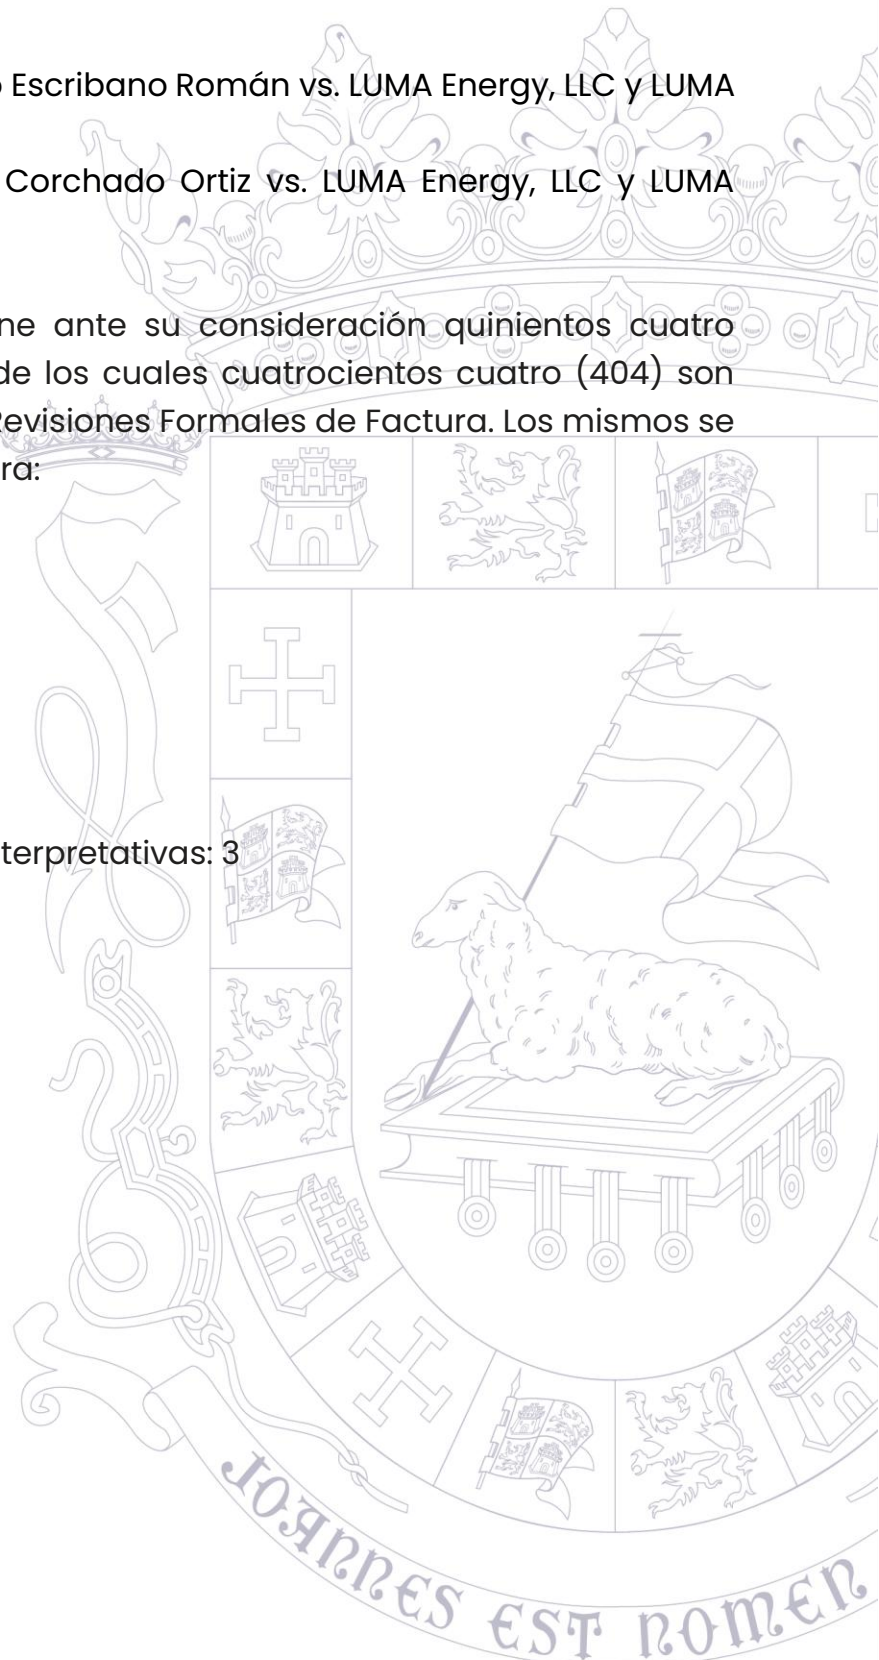 Escribano Román vs. LUMA Energy, LLC y LUMA
Corchado Ortiz vs. LUMA Energy, LLC y LUMA
ne ante su consideración quinientos cuatro
de los cuales cuatrocientos cuatro (404) son
Revisiones Formales de Factura. Los mismos se
ra:
terpretativas: 3
JOANNES EST NOMEN